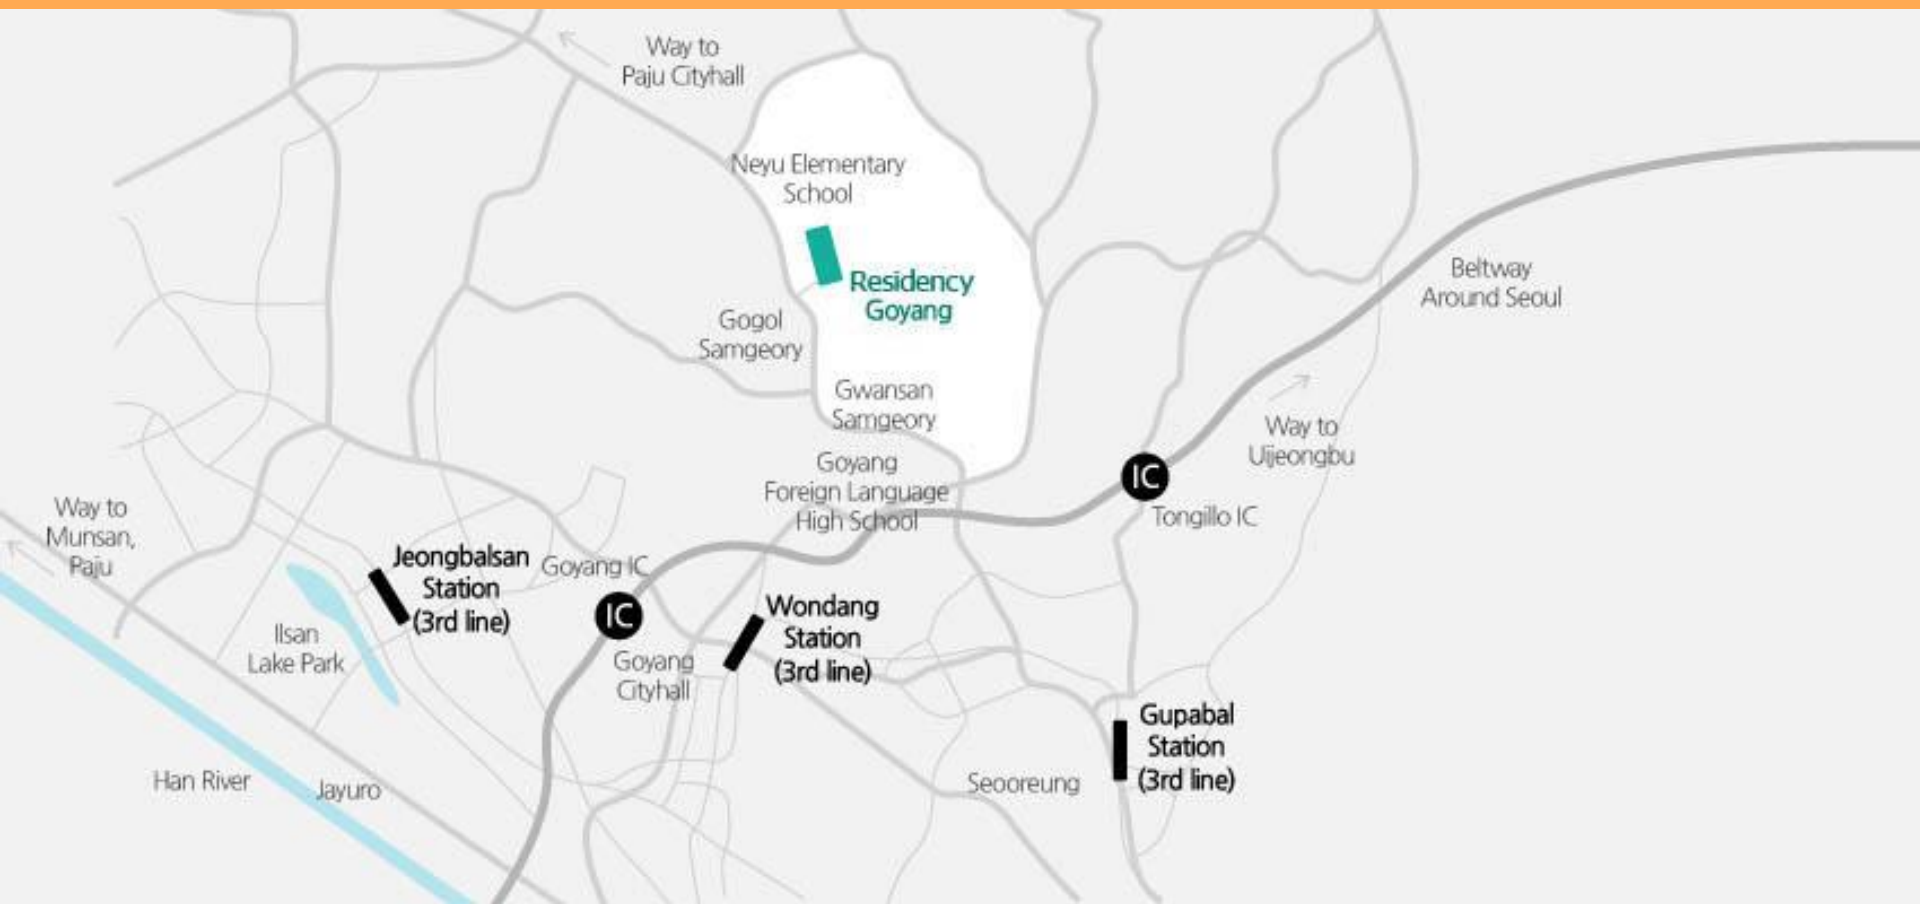 Way to
Paju Cityhall
Neyu Elementary
School
Residency
Goyang
Gogol
Samgeory
Gwansan
Samgeory
Beltway
Around Seoul
Way to
Uijeongbu
Goyang
Foreign Language
High School
IC
Tongillo IC
Way to
Munsan,
Paju
Jeongbalsan
Station
(3rd line)
Goyang IC
IC
Ilsan
Lake Park
Goyang
Cityhall
Wondang
Station
(3rd line)
Gupabal
Station
(3rd line)
Seooreung
Han River
Jayuro